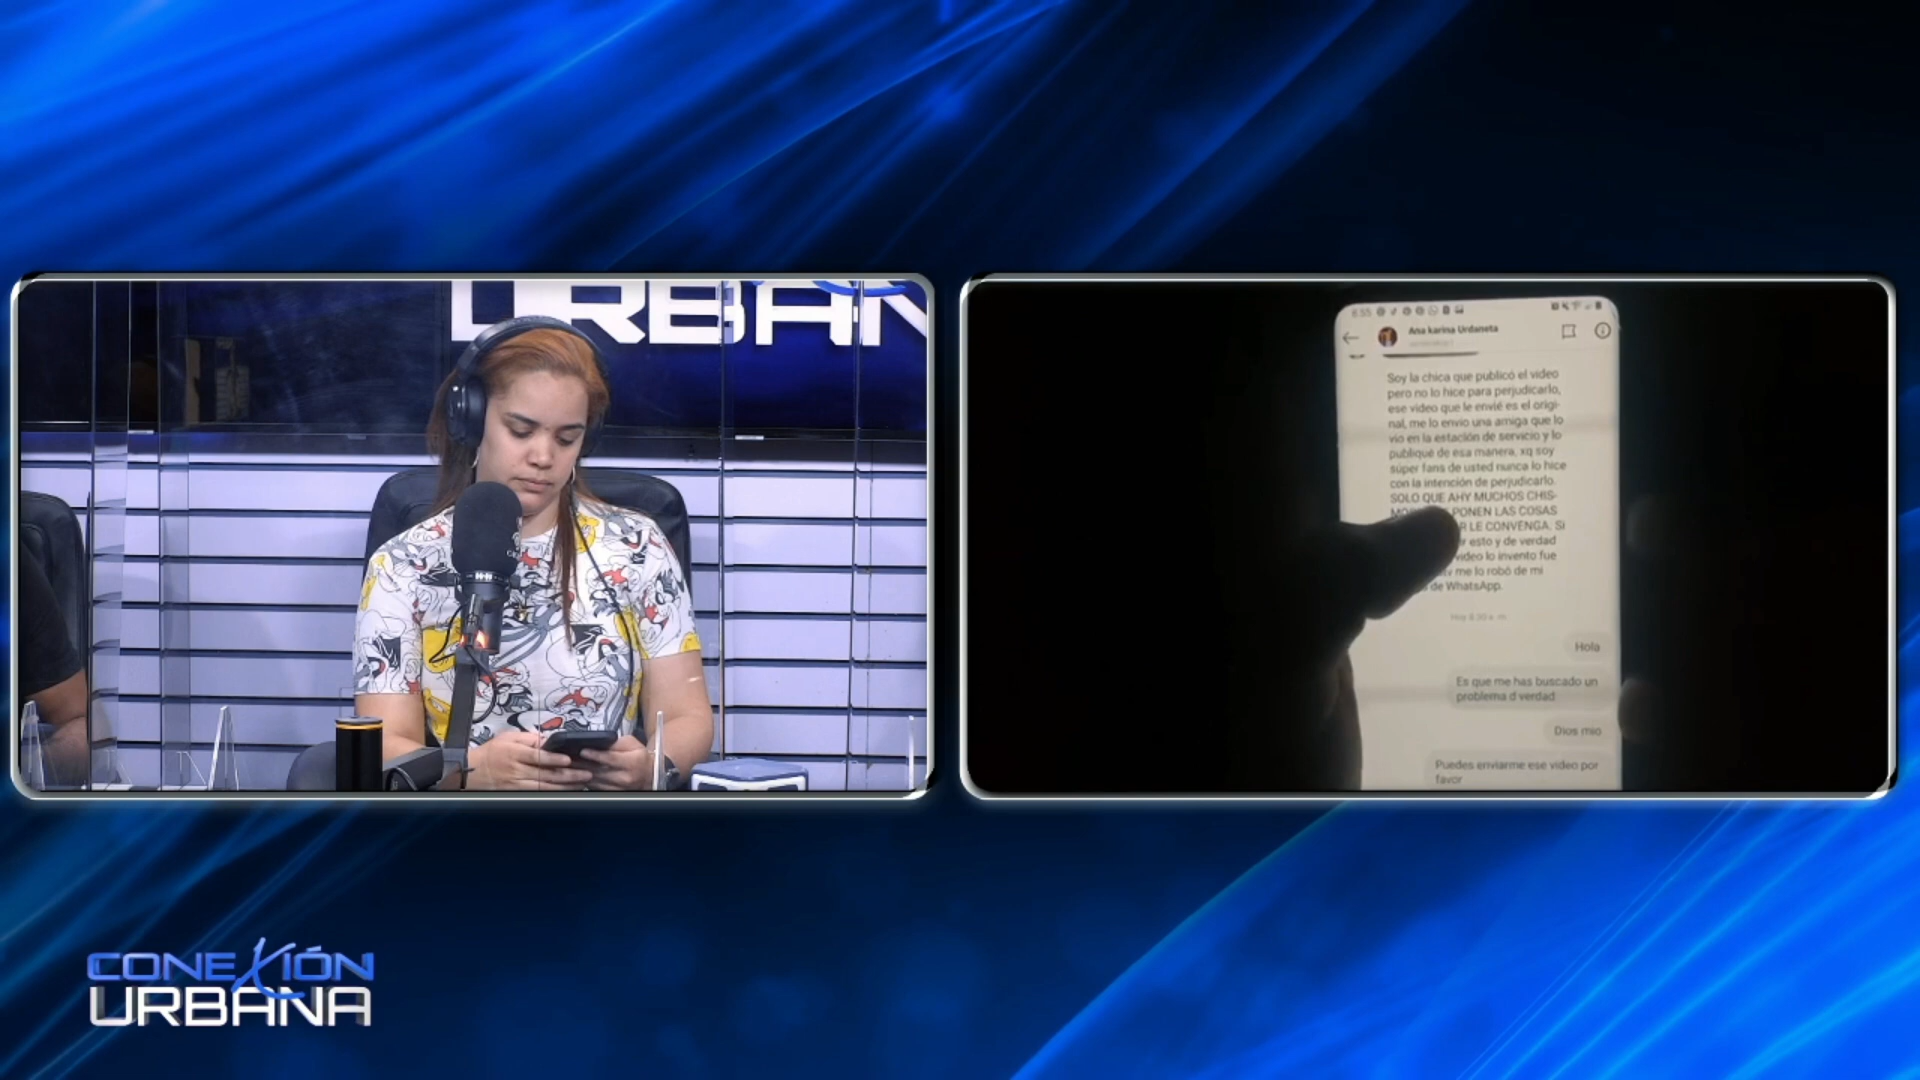 URBAN
8:55
Ana karina Urdaneta
Soy la chica que publicó el video
pero no lo hice para perjudicarlo,
ese video que le envié es el origi-
nal, me lo envio una amiga que lo
vio en la estación de servicio y lo
publiqué de esa manera, xq soy
súper fans de usted nunca lo hice
con la intención de perjudicarlo.
SOLO QUE AHY MUCHOS CHIS-
PONEN LAS COSAS
R LE CONVENGA. SI
r esto y de verdad
video lo invento fue
me lo robó de mi
de WhatsApp.
Hola
Es que me has buscado un
problema d verdad
Dios mio
Puedes enviarme ese video por
favor
CONEXIÓN
URBANA